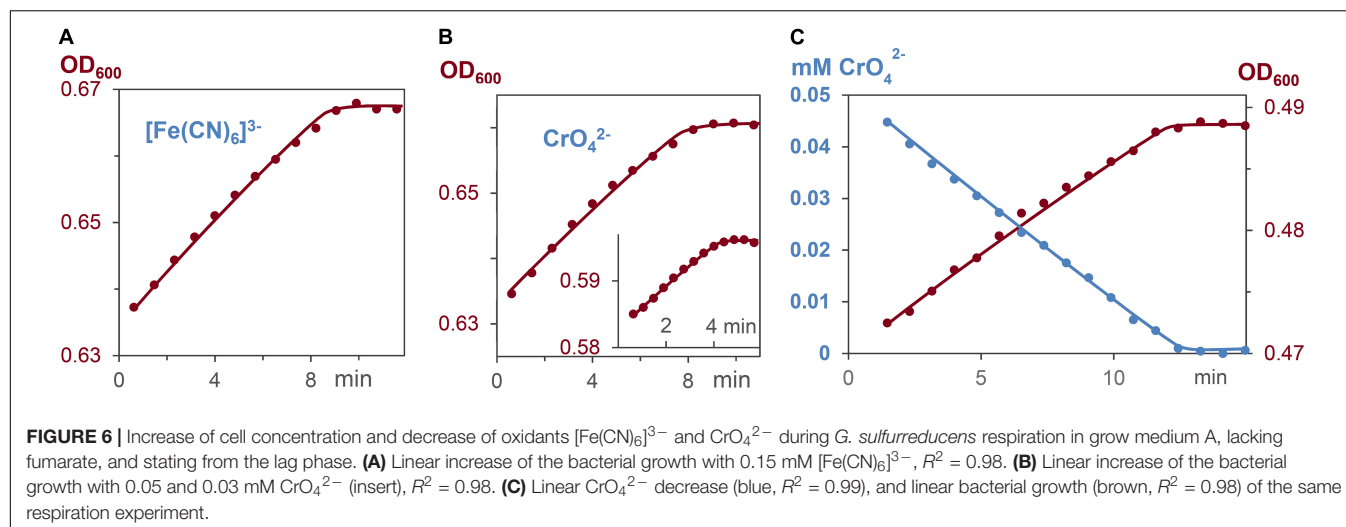 A
OD600
0.67
0.65
0.63
[Fe(CN)6]3-
0
4
8
min
B
OD600
0.65
0.63
CrO42-
0.59
0.58
2
4 min
0
4
8
min
C
mM CrO42-
OD600
0.05
0.04
0.03
0.02
0.01
0
0.49
0.48
0.47
0
5
10
min
FIGURE 6 | Increase of cell concentration and decrease of oxidants [Fe(CN)6]3− and CrO42− during G. sulfurreducens respiration in grow medium A, lacking
fumarate, and stating from the lag phase. (A) Linear increase of the bacterial growth with 0.15 mM [Fe(CN)6]3−, R2 = 0.98. (B) Linear increase of the bacterial
growth with 0.05 and 0.03 mM CrO42− (insert), R2 = 0.98. (C) Linear CrO42− decrease (blue, R2 = 0.99), and linear bacterial growth (brown, R2 = 0.98) of the same
respiration experiment.